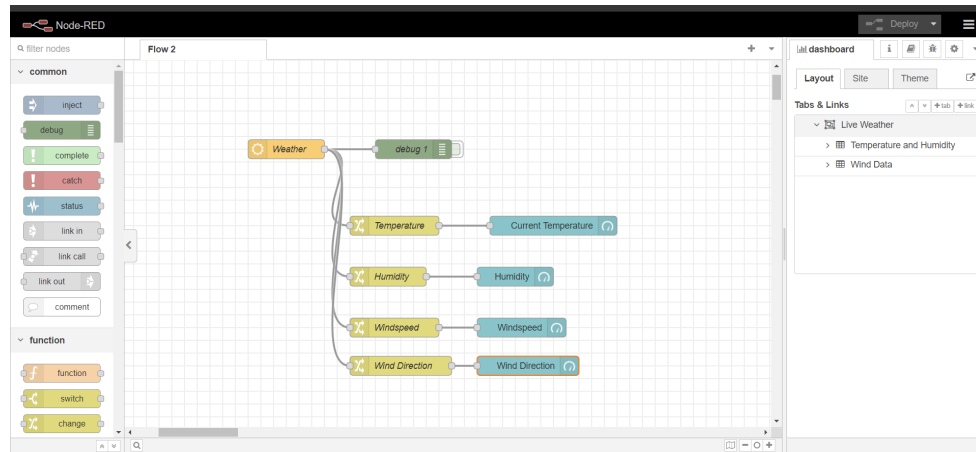 Node-RED
Deploy
filter nodes
common
inject
debug
complete
catch
status
link in
link call
link out
comment
function
function
switch
change
Flow 2
Weather
debug 1
Temperature
Current Temperature
Humidity
Humidity
Windspeed
Windspeed
Wind Direction
Wind Direction
dashboard
i
Layout
Site
Theme
Tabs & Links
+tab
+link
Live Weather
Temperature and Humidity
Wind Data